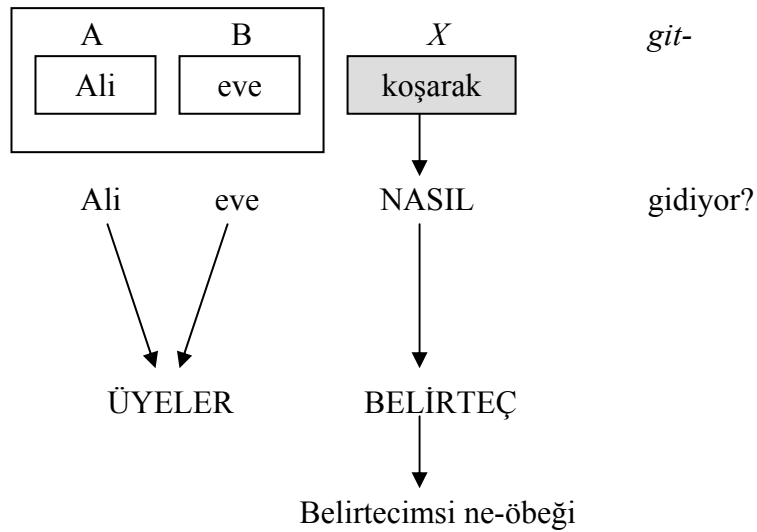 A B X git-
Ali eve koşarak
Ali eve NASIL gidiyor?
ÜYELER BELİRTEÇ
Belirtecimsi ne-öbeği